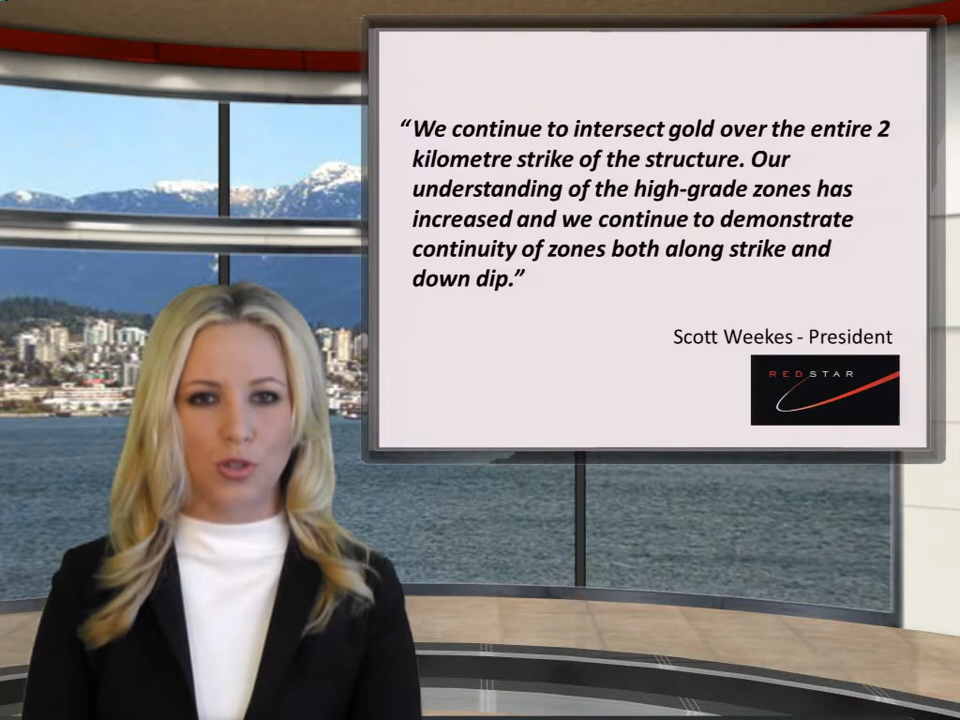 “We continue to intersect gold over the entire 2
kilometre strike of the structure. Our
understanding of the high-grade zones has
increased and we continue to demonstrate
continuity of zones both along strike and
down dip.”
Scott Weekes - President
REDSTAR